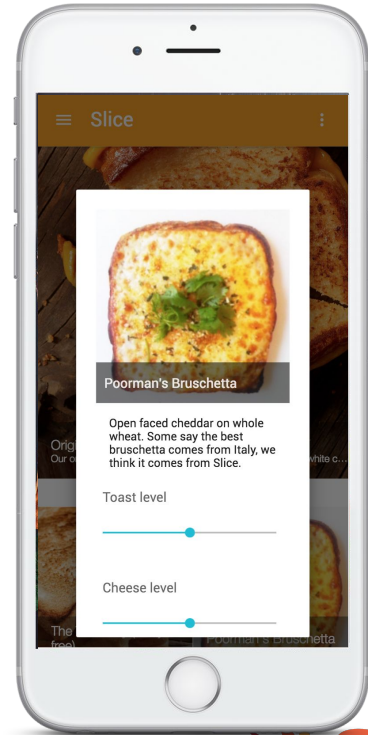 Slice
Poorman's Bruschetta
Open faced cheddar on whole
wheat. Some say the best
bruschetta comes from Italy, we
think it comes from Slice.
Toast level
Cheese level
Our o
white c...
The
free)
Poorman's Bruschetta